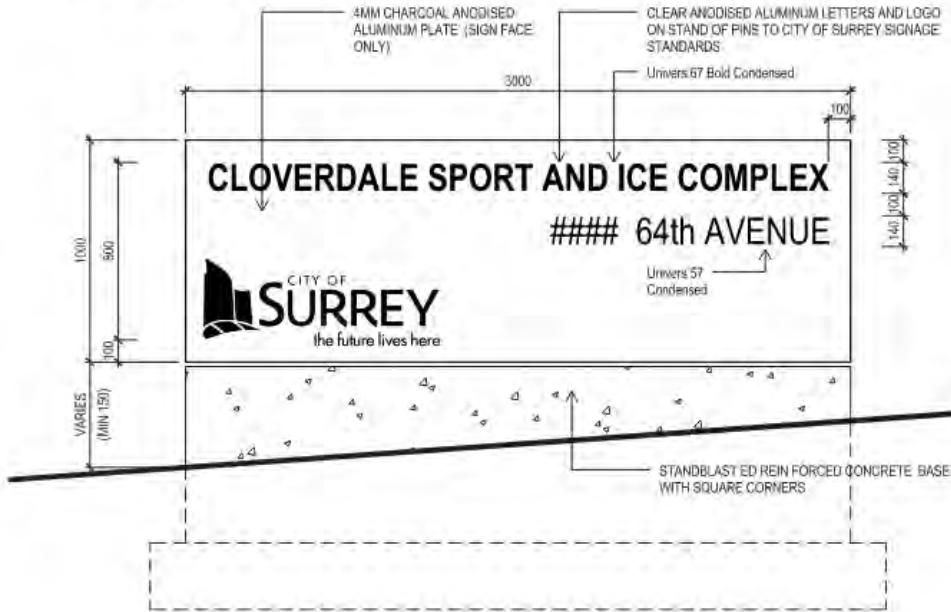 4MM CHARCOAL ANODISED
ALUMINUM PLATE (SIGN FACE
ONLY)
CLEAR ANODISED ALUMINUM LETTERS AND LOGO
ON STAND OF PINS TO CITY OF SURREY SIGNAGE
STANDARDS
Univers 67 Bold Condensed
3000
100
CLOVERDALE SPORT AND ICE COMPLEX
#### 64th AVENUE
Univers 57
Condensed
CITY OF
SURREY
the future lives here
1000
800
100
100
140
100
140
VARIES
(MIN 150)
STANDBLAST ED REIN FORCED CONCRETE BASE
WITH SQUARE CORNERS